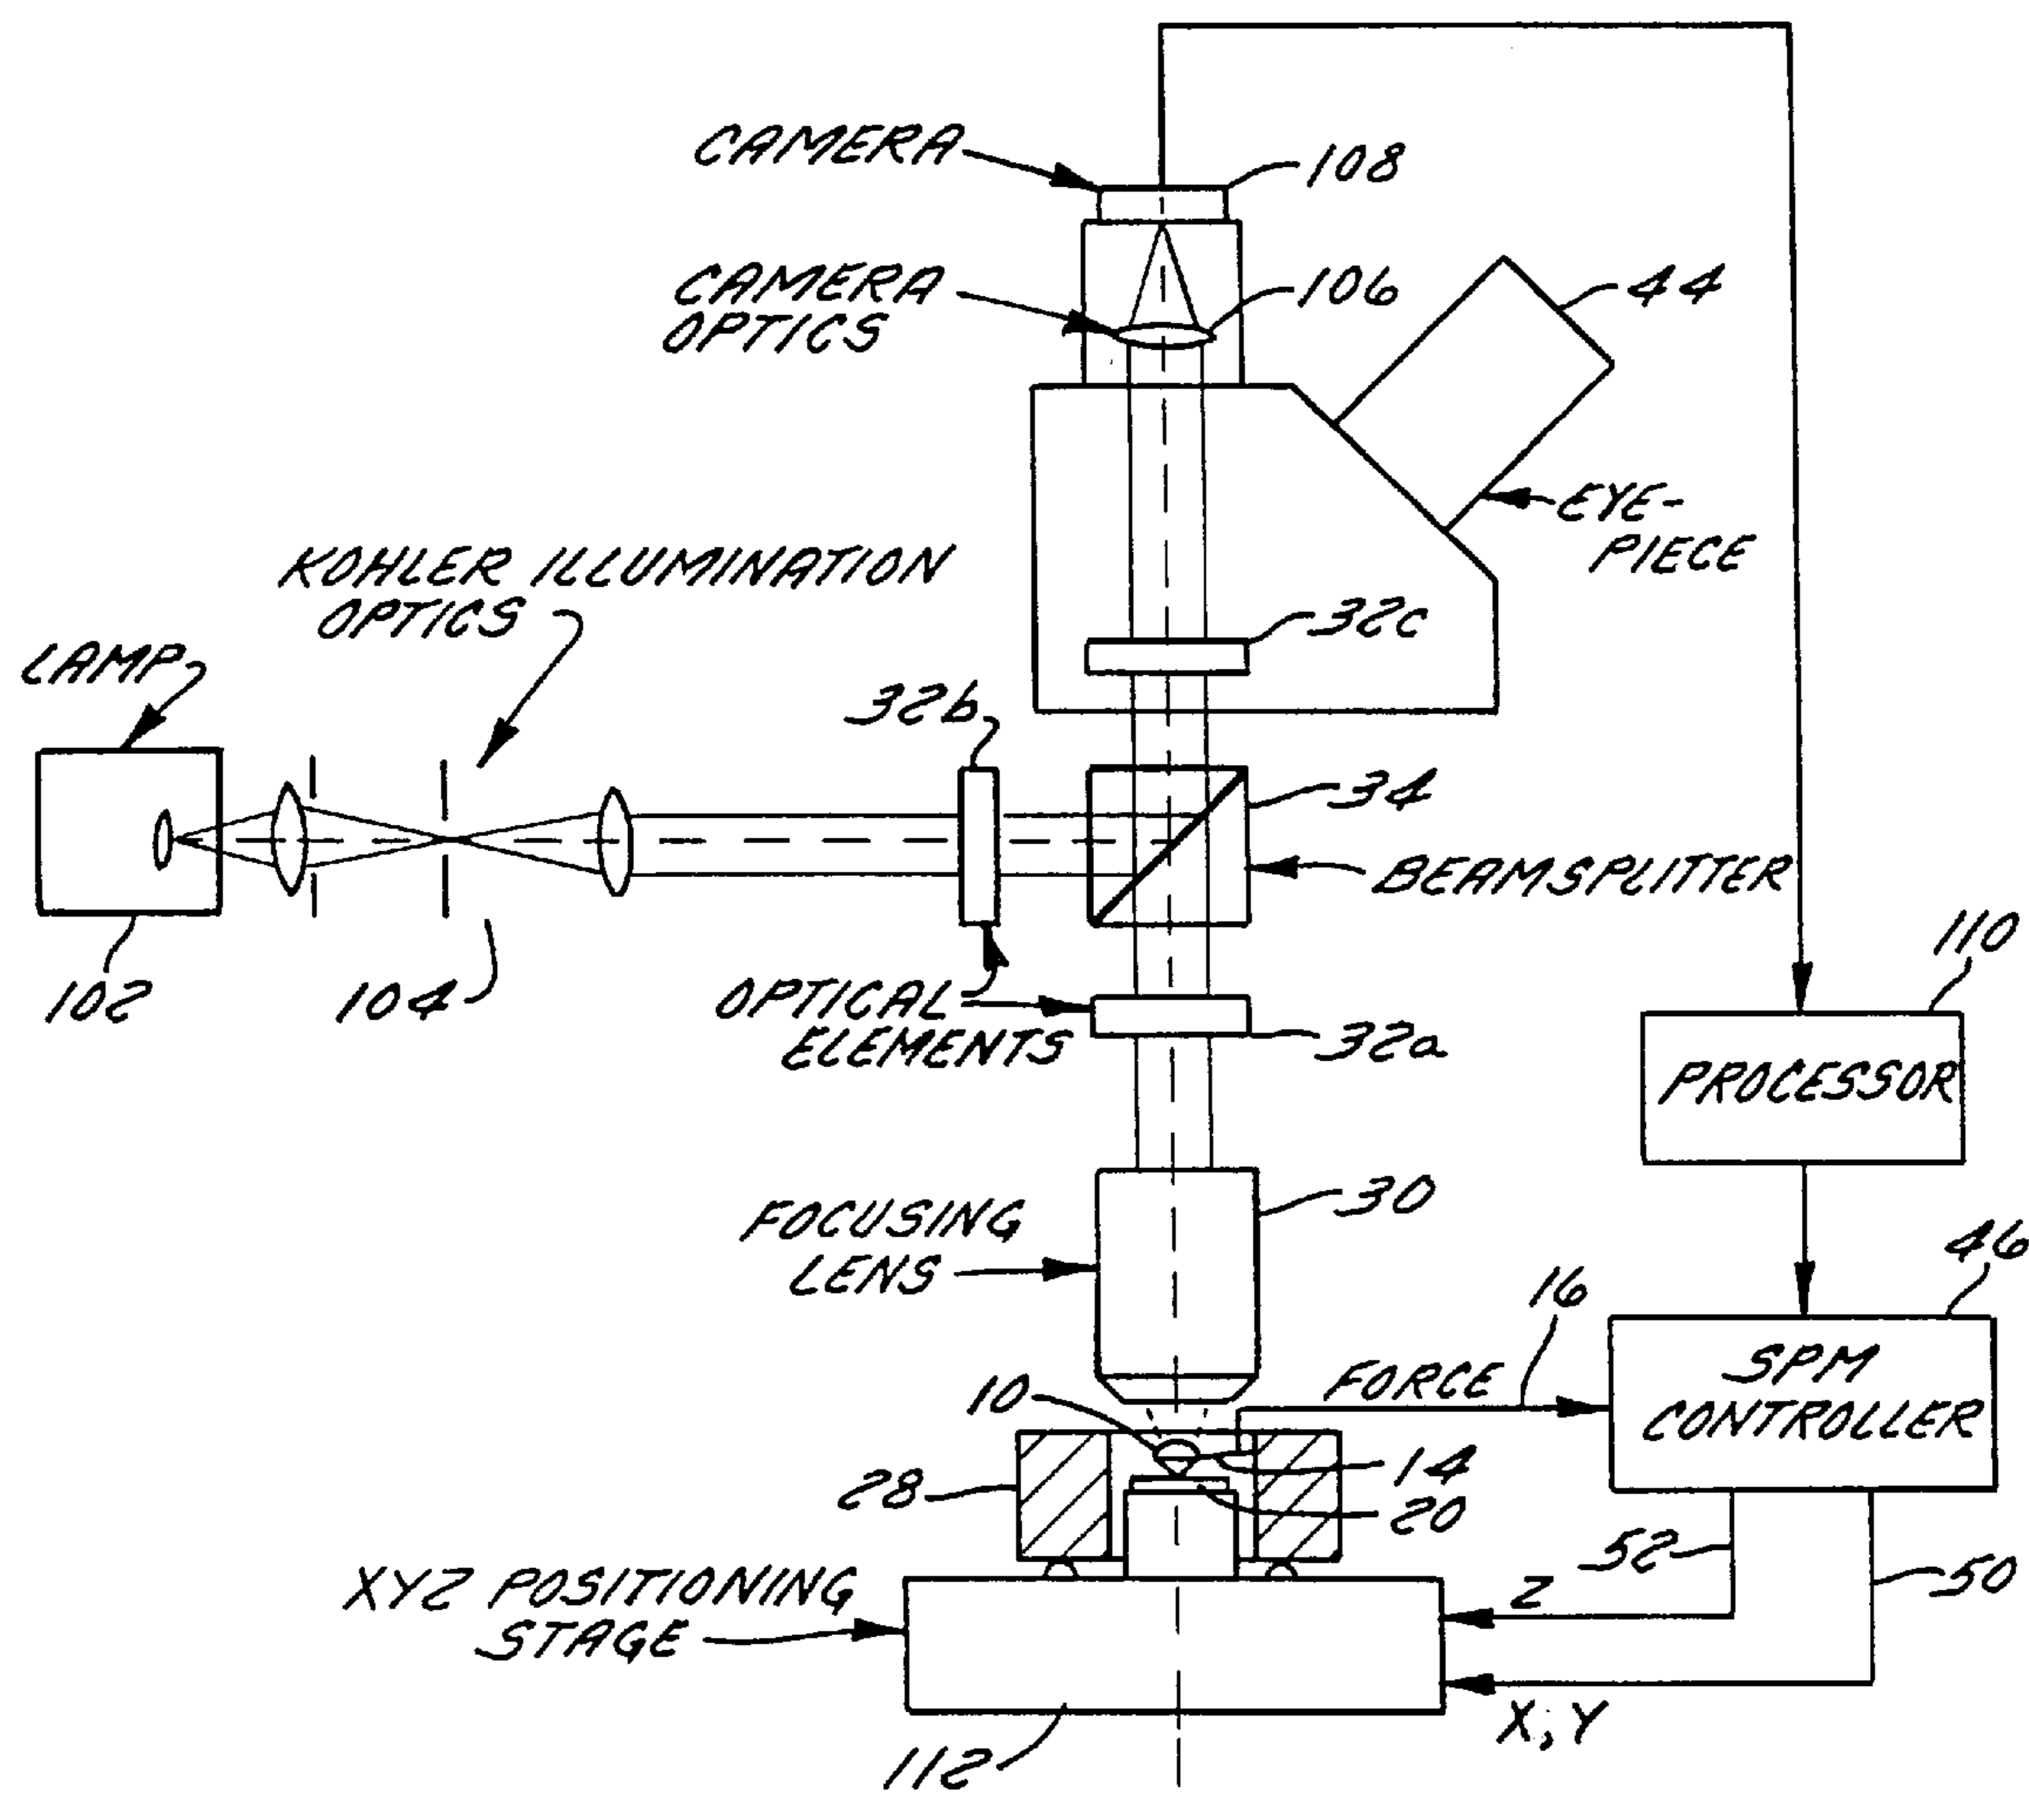 CAMERA
108
CAMERA
OPTICS
106
44
EYE-
PIECE
KOHLER ILLUMINATION
OPTICS
32c
LAMP
32b
34
BEAMSPLITTER
102
104
OPTICAL
ELEMENTS
32a
110
PROCESSOR
FOCUSING
LENS
30
46
16
SPM
CONTROLLER
FORCE
10
14
28
20
52
50
XYZ POSITIONING
STAGE
Z
X, Y
112